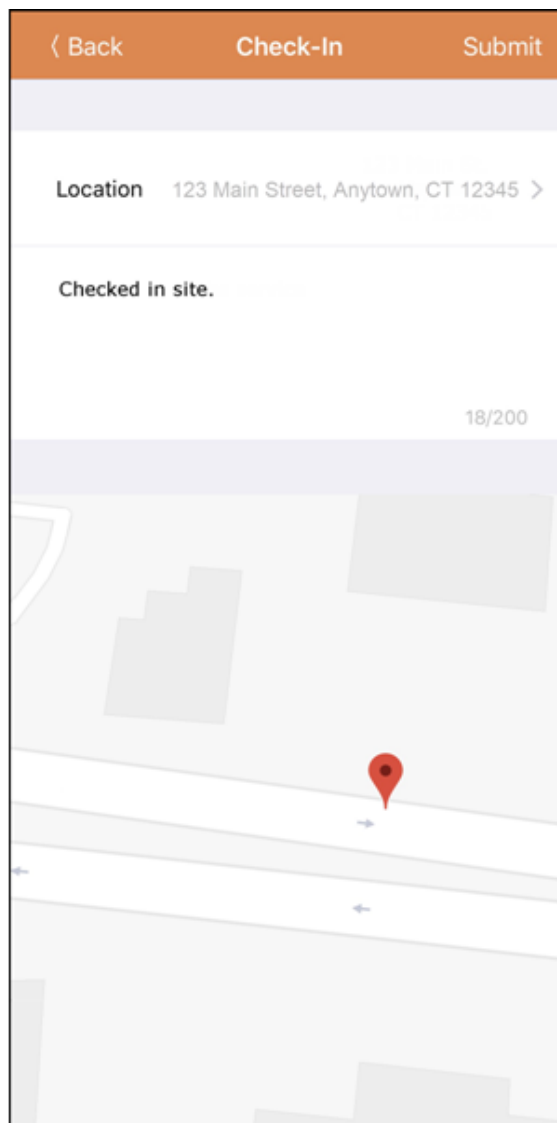 〈 Back Check-In Submit
Location 123 Main Street, Anytown, CT 12345 >
Checked in site.
18/200